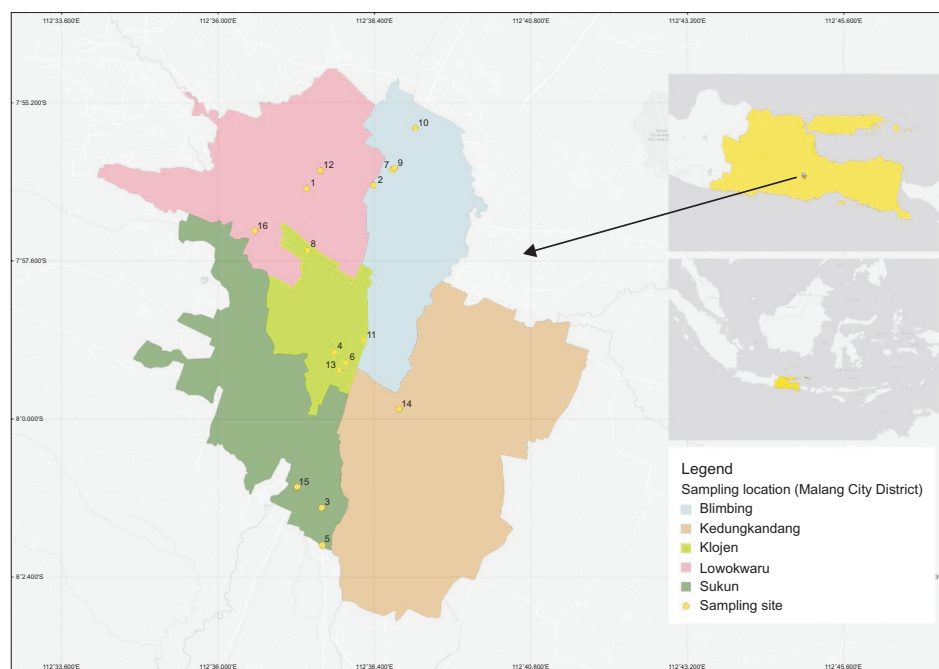 112°33.600'E 112°36.000'E 112°38.400'E 112°40.800'E 112°43.200'E 112°45.600'E
7°55.200'S
10
12
7
9
1
2
16
8
7°57.600'S
11
4
6
13
14
8°0.000'S
15
3
5
8°2.400'S
Legend
Sampling location (Malang City District)
Blimbing
Kedungkandang
Klojen
Lowokwaru
Sukun
Sampling site
112°33.600'E 112°36.000'E 112°38.400'E 112°40.800'E 112°43.200'E 112°45.600'E